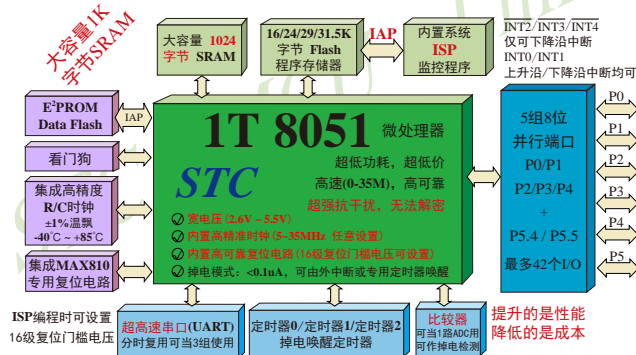 大容量1K
字节SRAM
大容量 1024
字节 SRAM
16/24/29/31.5K
字节 Flash
程序存储器
IAP
内置系统
ISP
监控程序
INT2/INT3/INT4
仅可下降沿中断
INT0/INT1
上升沿/下降沿中断均可
E²PROM
Data Flash
IAP
看门狗
集成高精度
R/C时钟
±1%温飘
-40℃ ~ +85℃
集成MAX810
专用复位电路
1T 8051 微处理器
STC
超低功耗，超低价
高速(0-35M)，高可靠
超强抗干扰，无法解密
宽电压(2.6V ~ 5.5V)
内置高精准时钟(5~35MHz 任意设置)
内置高可靠复位电路(16级复位门槛电压可设置)
掉电模式：<0.1uA，可由外中断或专用定时器唤醒
5组8位
并行端口
P0/P1
P2/P3/P4
+
P5.4 / P5.5
最多42个I/O
P0
P1
P2
P3
P4
P5
ISP编程时可设置
16级复位门槛电压
超高速串口(UART)
分时复用可当3组使用
定时器0/定时器1/定时器2
掉电唤醒定时器
比较器
可当1路ADC用
可作掉电检测
提升的是性能
降低的是成本